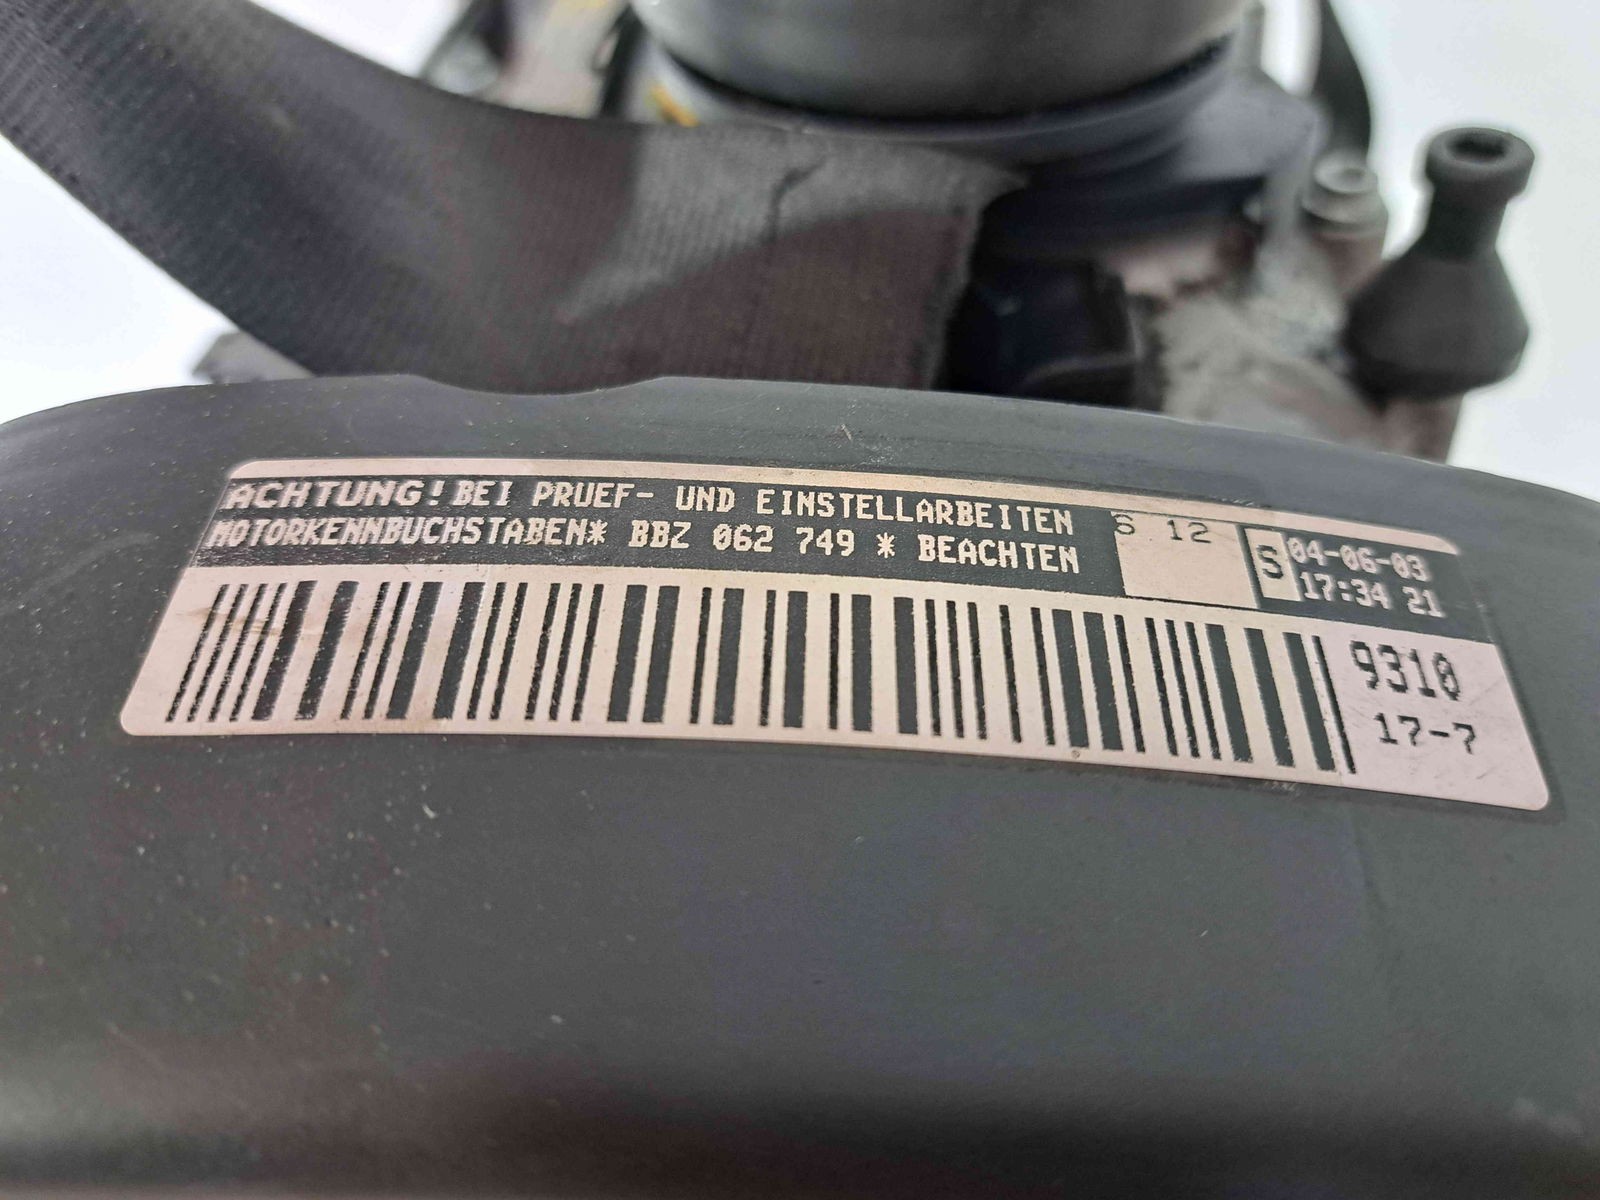 ACHTUNG! BEI PRUEF- UND EINSTELLARBEITEN
MOTORKENNBUCHSTABEN* BBZ 062 749 * BEACHTEN
S 12
S
04-06-03
17:34 21
9310
17-7